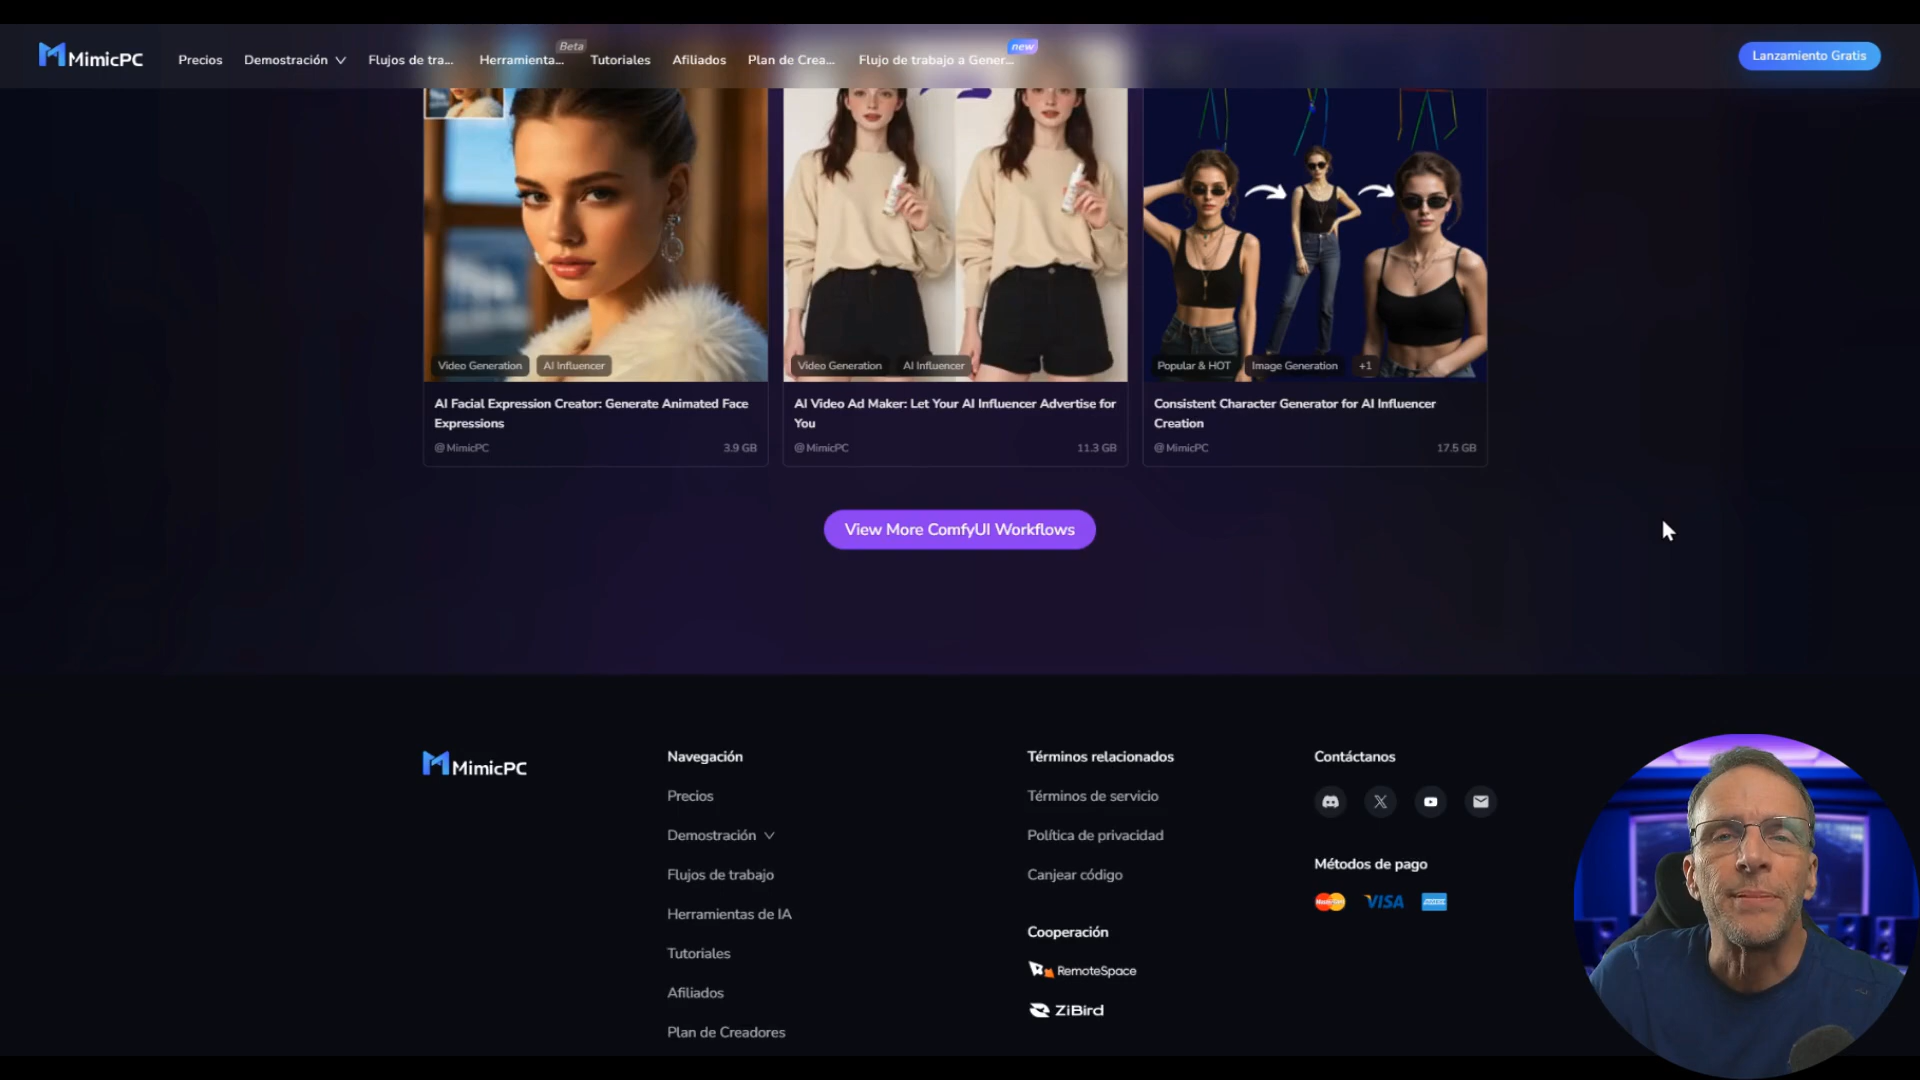 MimicPC
Precios
Demostración
Flujos de tra...
Herramienta...
Beta
Tutoriales
Afiliados
Plan de Crea...
Flujo de trabajo a Gener...
new
Lanzamiento Gratis
Video Generation
AI Influencer
AI Facial Expression Creator: Generate Animated Face
Expressions
@MimicPC
3.9 GB
Video Generation
AI Influencer
AI Video Ad Maker: Let Your AI Influencer Advertise for
You
@MimicPC
11.3 GB
Popular & HOT
Image Generation
+1
Consistent Character Generator for AI Influencer
Creation
@MimicPC
17.5 GB
View More ComfyUI Workflows
MimicPC
Navegación
Precios
Demostración
Flujos de trabajo
Herramientas de IA
Tutoriales
Afiliados
Plan de Creadores
Términos relacionados
Términos de servicio
Política de privacidad
Canjear código
Cooperación
RemoteSpace
ZiBird
Contáctanos
Métodos de pago
VISA